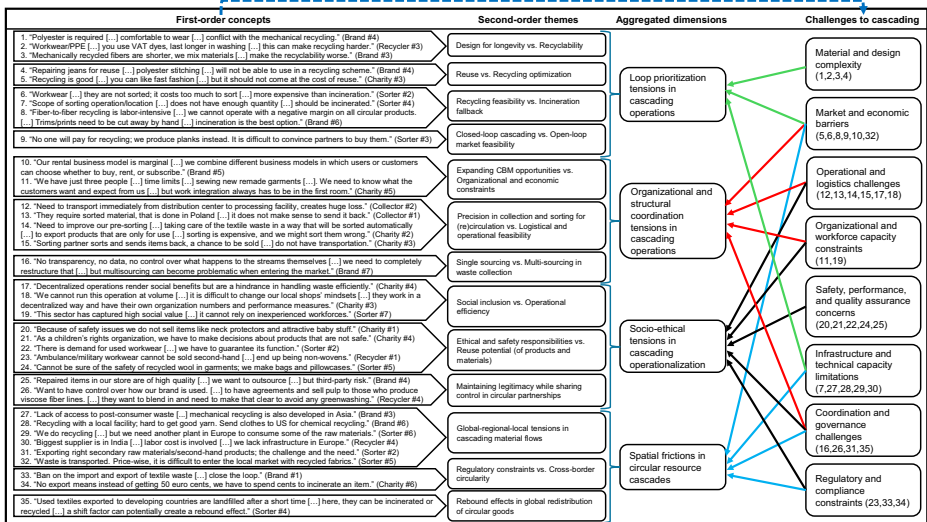 First-order concepts
Second-order themes
Aggregated dimensions
Challenges to cascading
1. “Polyester is required […] comfortable to wear […] conflict with the mechanical recycling.” (Brand #4)
2. “Workwear/PPE […] you use VAT dyes, last longer in washing […] this can make recycling harder.” (Recycler #3)
3. “Mechanically recycled fibers are shorter, we mix materials […] make the recyclability worse.” (Brand #3)
4. “Repairing jeans for reuse […] polyester stitching […] will not be able to use in a recycling scheme.” (Brand #4)
5. “Recycling is good […] you can like fast fashion […] but it should not come at the cost of reuse.” (Charity #3)
6. “Workwear […] they are not sorted; it costs too much to sort […] more expensive than incineration.” (Sorter #2)
7. “Scope of sorting operation/location […] does not have enough quantity […] should be incinerated.” (Sorter #4)
8. “Fiber-to-fiber recycling is labor-intensive […] we cannot operate with a negative margin on all circular products.
[…] Trims/prints need to be cut away by hand […] incineration is the best option.” (Brand #6)
9. “No one will pay for recycling; we produce planks instead. It is difficult to convince partners to buy them.” (Sorter #3)
10. “Our rental business model is marginal […] we combine different business models in which users or customers
can choose whether to buy, rent, or subscribe.” (Brand #5)
11. “We have just three people […] time limits […] sewing new remade garments […]. We need to know what the
customers want and expect from us […] but work integration always has to be in the first room.” (Charity #5)
12. “Need to transport immediately from distribution center to processing facility, creates huge loss.” (Collector #2)
13. “They require sorted material, that is done in Poland […] it does not make sense to send it back.” (Collector #1)
14. “Need to improve our pre-sorting […] taking care of the textile waste in a way that will be sorted automatically
[…] to export products that are only for use […] sorting is expensive, and we might sort them wrong.” (Charity #2)
15. “Sorting partner sorts and sends items back, a chance to be sold […] do not have transportation.” (Charity #3)
16. “No transparency, no data, no control over what happens to the streams themselves […] we need to completely
restructure that […] but multisourcing can become problematic when entering the market.” (Brand #7)
17. “Decentralized operations render social benefits but are a hindrance in handling waste efficiently.” (Charity #4)
18. “We cannot run this operation at volume […] it is difficult to change our local shops’ mindsets […] they work in a
decentralized way and have their own organization numbers and performance measures.” (Charity #3)
19. “This sector has captured high social value […] it cannot rely on inexperienced workforces.” (Sorter #7)
20. “Because of safety issues we do not sell items like neck protectors and attractive baby stuff.” (Charity #1)
21. “As a children’s rights organization, we have to make decisions about products that are not safe.” (Charity #4)
22. “There is demand for used workwear […] we have to guarantee its function.” (Sorter #2)
23. “Ambulance/military workwear cannot be sold second-hand […] end up being non-wovens.” (Recycler #1)
24. “Cannot be sure of the safety of recycled wool in garments; we make bags and pillowcases.” (Sorter #5)
25. “Repaired items in our store are of high quality […] we want to outsource but third-party risk.” (Brand #4)
26. “Want to have control over how our brand is used. […] to have agreements and sell pulp to those who produce
viscose fiber lines. […] they want to blend in and need to make that clear to avoid any greenwashing.” (Recycler #4)
27. “Lack of access to post-consumer waste […] mechanical recycling is also developed in Asia.” (Brand #3)
28. “Recycling with a local facility; hard to get good yarn. Send clothes to US for chemical recycling.” (Brand #6)
29. “We do recycling […] but we need another plant in Europe to consume some of the raw materials.” (Sorter #6)
30. “Biggest supplier is in India […] labor cost is involved […] we lack infrastructure in Europe.” (Recycler #4)
31. “Exporting right secondary raw materials/second-hand products; the challenge and the need.” (Sorter #2)
32. “Waste is transported. Price-wise, it is difficult to enter the local market with recycled fabrics.” (Sorter #5)
33. “Ban on the import and export of textile waste […] close the loop.” (Brand #1)
34. “No export means instead of getting 50 euro cents, we have to spend cents to incinerate an item.” (Charity #6)
35. “Used textiles exported to developing countries are landfilled after a short time […] here, they can be incinerated or
recycled […] a shift factor can potentially create a rebound effect.” (Sorter #4)
Design for longevity vs. Recyclability
Reuse vs. Recycling optimization
Recycling feasibility vs. Incineration
fallback
Closed-loop cascading vs. Open-loop
market feasibility
Expanding CBM opportunities vs.
Organizational and economic
constraints
Precision in collection and sorting for
(re)circulation vs. Logistical and
operational feasibility
Single sourcing vs. Multi-sourcing in
waste collection
Social inclusion vs. Operational
efficiency
Ethical and safety responsibilities vs.
Reuse potential (of products and
materials)
Maintaining legitimacy while sharing
control in circular partnerships
Global-regional-local tensions in
cascading material flows
Regulatory constraints vs. Cross-border
circularity
Rebound effects in global redistribution
of circular goods
Loop prioritization
tensions in
cascading
operations
Organizational and
structural
coordination
tensions in
cascading
operations
Socio-ethical
tensions in
cascading
operationalization
Spatial frictions in
circular resource
cascades
Material and design
complexity
(1,2,3,4)
Market and economic
barriers
(5,6,8,9,10,32)
Operational and
logistics challenges
(12,13,14,15,17,18)
Organizational and
workforce capacity
constraints
(11,19)
Safety, performance,
and quality assurance
concerns
(20,21,22,24,25)
Infrastructure and
technical capacity
limitations
(7,27,28,29,30)
Coordination and
governance
challenges
(16,26,31,35)
Regulatory and
compliance
constraints (23,33,34)